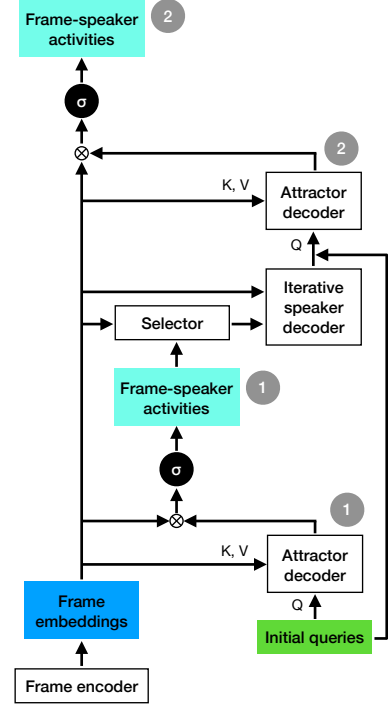 Frame-speaker
activities
2
σ
⊗
2
K, V
Attractor
decoder
Q
Iterative
speaker
decoder
Selector
Frame-speaker
activities
1
σ
⊗
1
K, V
Attractor
decoder
Frame
embeddings
Q
Initial queries
Frame encoder